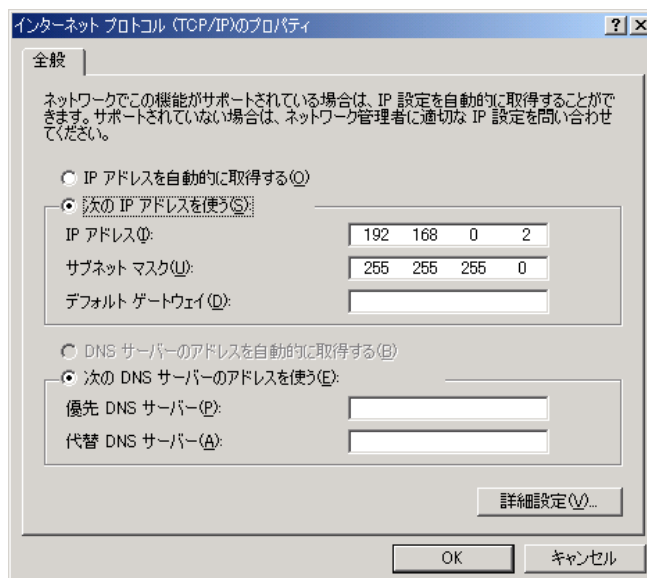 インターネット プロトコル (TCP/IP)のプロパティ
全般
ネットワークでこの機能がサポートされている場合は、IP 設定を自動的に取得することがで
きます。サポートされていない場合は、ネットワーク管理者に適切な IP 設定を問い合わせ
てください。
IP アドレスを自動的に取得する(O)
次の IP アドレスを使う(S):
IP アドレス(I): 192 168 0 2
サブネット マスク(U): 255 255 255 0
デフォルト ゲートウェイ(D):
DNS サーバーのアドレスを自動的に取得する(B)
次の DNS サーバーのアドレスを使う(E):
優先 DNS サーバー(P):
代替 DNS サーバー(A):
詳細設定(V)...
OK キャンセル